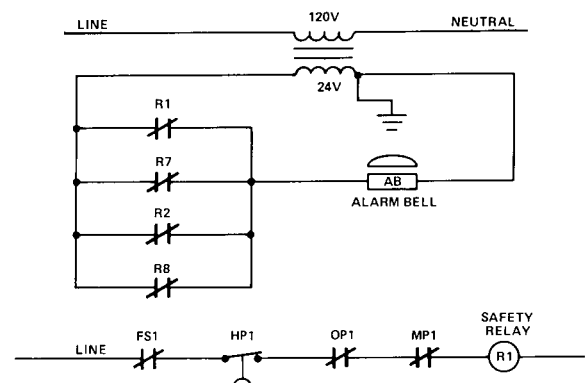 LINE 120V NEUTRAL
24V
R1
R7
AB
ALARM BELL
R2
R8
SAFETY
RELAY
LINE FS1 HP1 OP1 MP1 R1